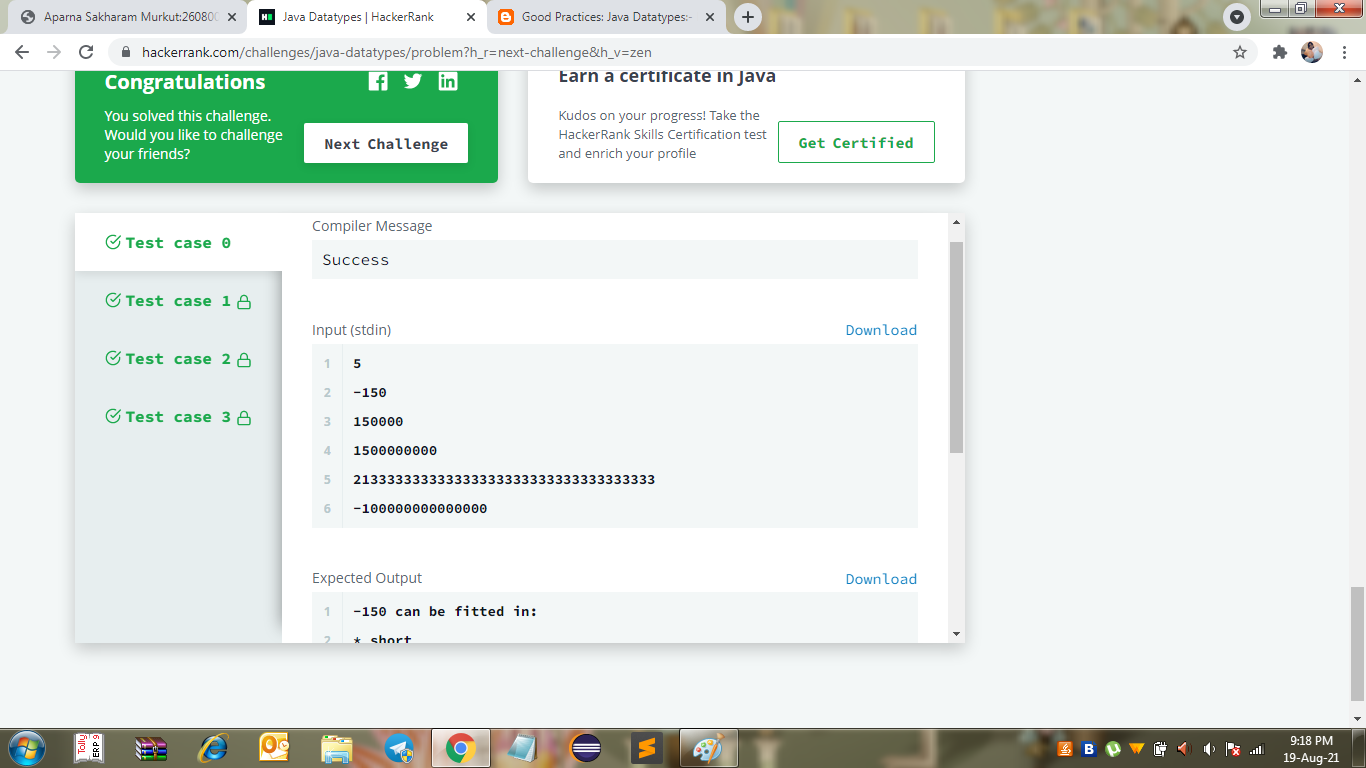 Aparna Sakharam Murkut:26080
Java Datatypes | HackerRank
Good Practices: Java Datatypes:-
hackerrank.com/challenges/java-datatypes/problem?h_r=next-challenge&h_v=zen
Congratulations
You solved this challenge.
Would you like to challenge
your friends?
Next Challenge
Earn a certificate in Java
Kudos on your progress! Take the
HackerRank Skills Certification test
and enrich your profile
Get Certified
Test case 0
Test case 1
Test case 2
Test case 3
Compiler Message
Success
Input (stdin)
Download
1 5
2 -150
3 150000
4 1500000000
5 213333333333333333333333333333333333
6 -100000000000000
Expected Output
Download
1 -150 can be fitted in:
2 * short
Tally
ERP 9
9:18 PM
19-Aug-21